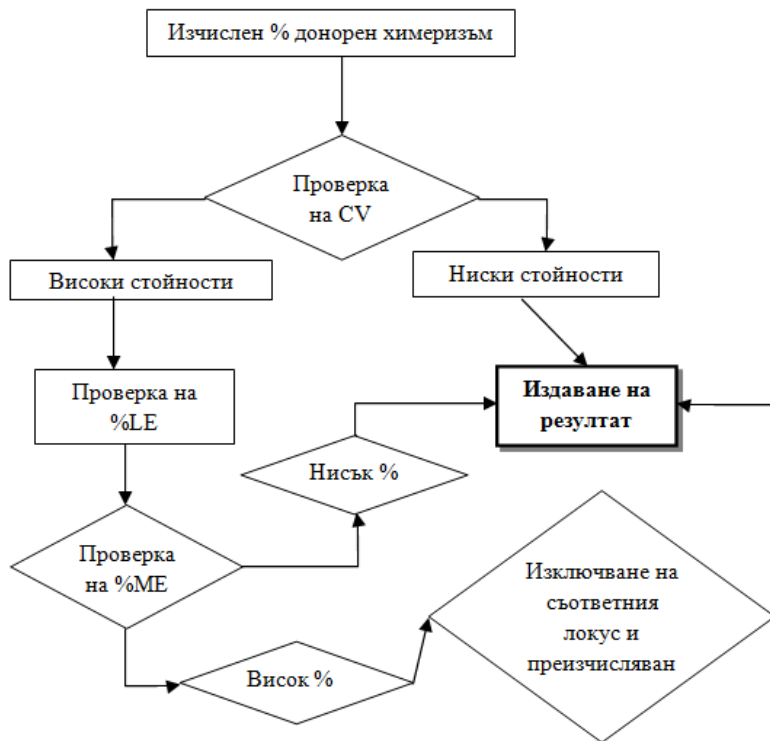 Изчислен % донорен химеризъм
Проверка
на CV
Високи стойности
Ниски стойности
Проверка на
%LE
Издаване на
резултат
Нисък %
Проверка
на %ME
Изключване на
съответния
локус и
преизчисляван
Висок %